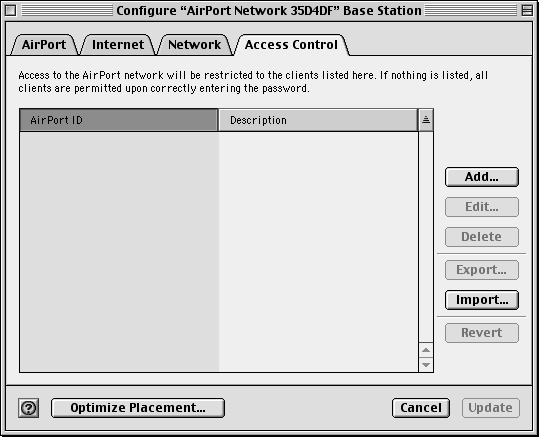 Configure “AirPort Network 35D4DF” Base Station
AirPort Internet Network Access Control
Access to the AirPort network will be restricted to the clients listed here. If nothing is listed, all
clients are permitted upon correctly entering the password.
AirPort ID Description
Add...
Edit...
Delete
Export...
Import...
Revert
? Optimize Placement... Cancel Update